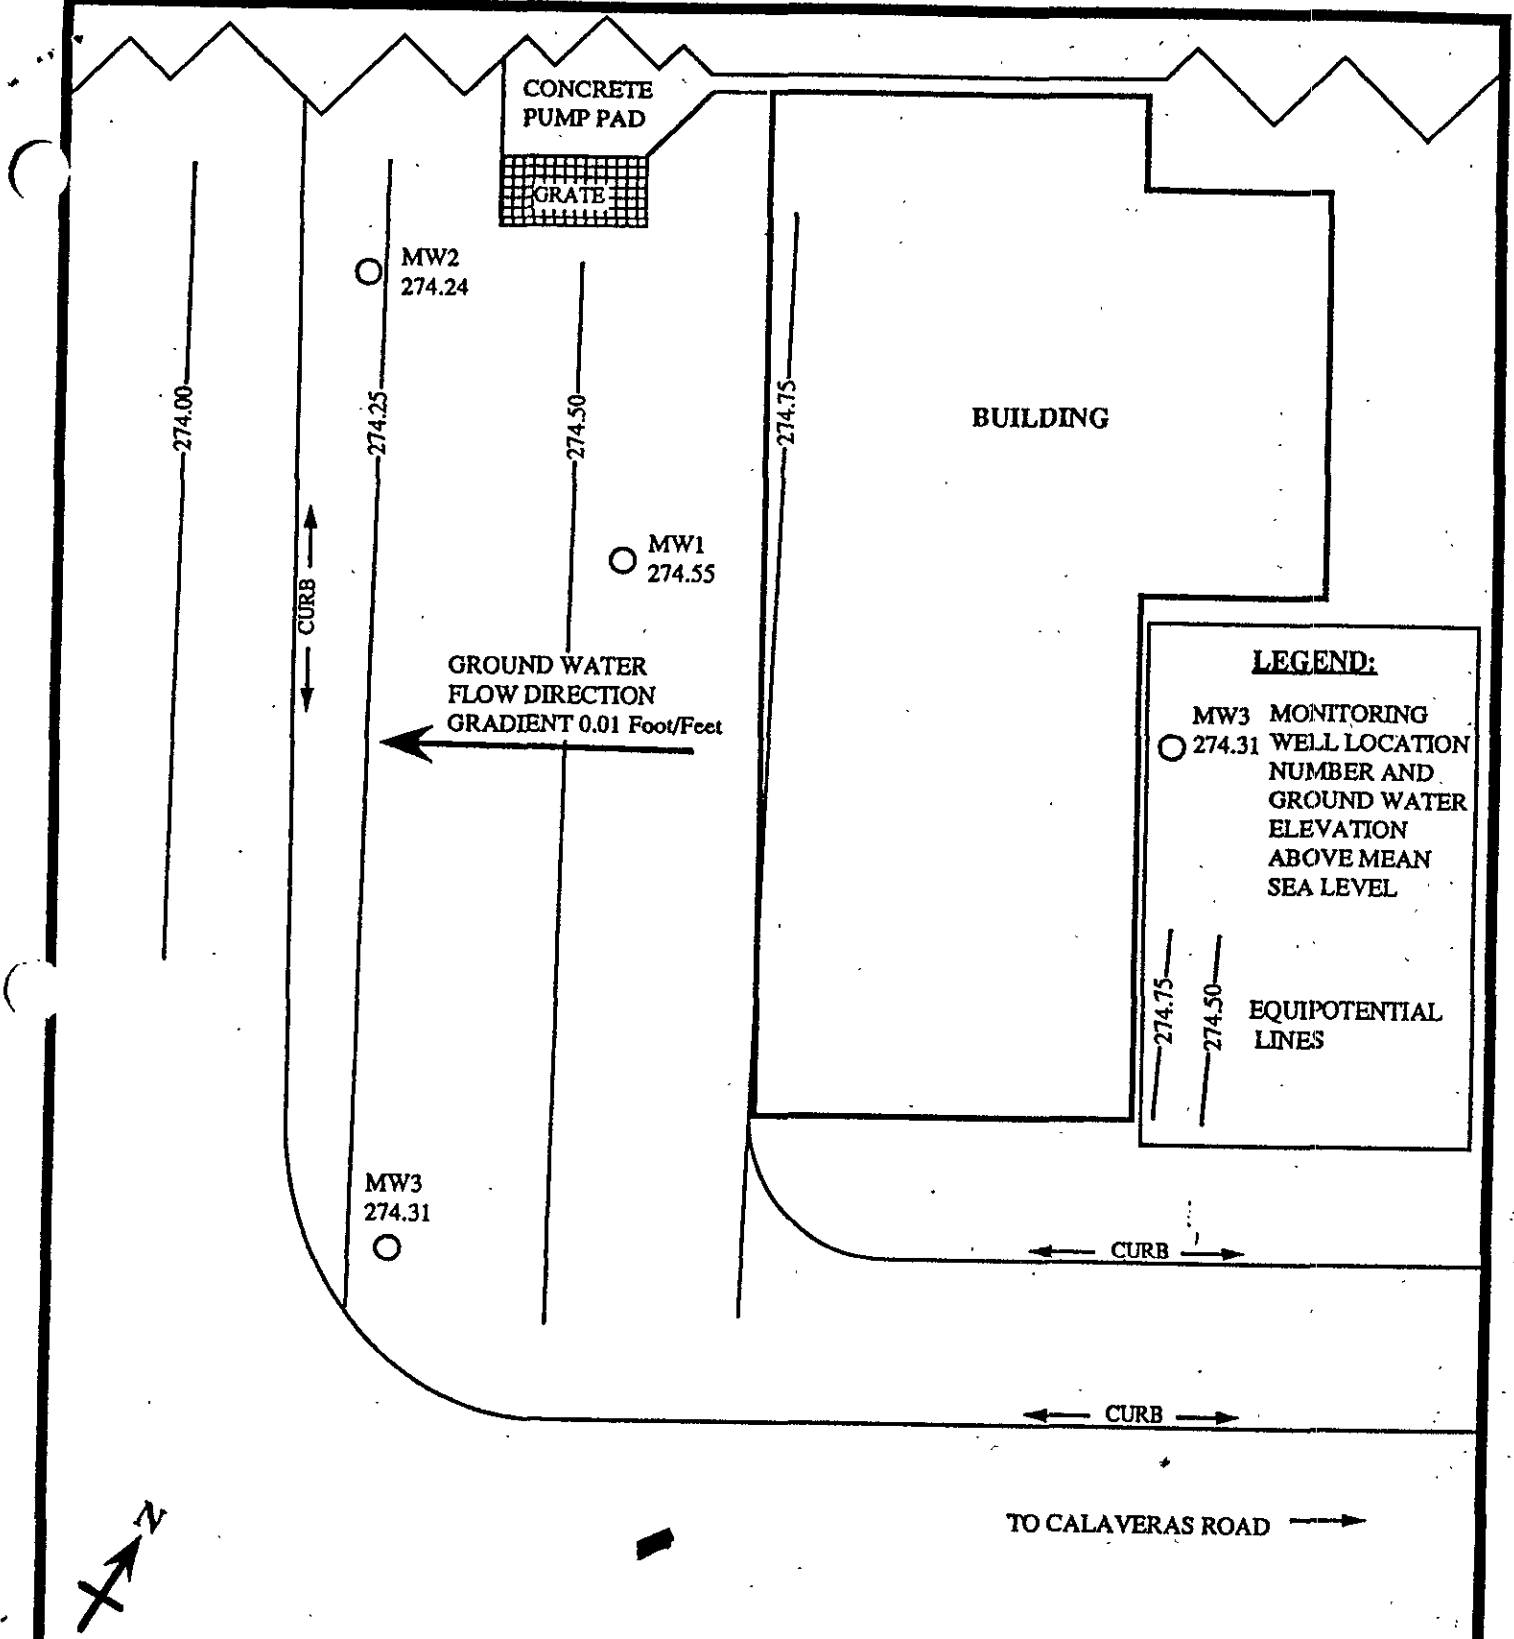 CONCRETE
PUMP PAD
GRATE
MW2
274.24
274.00
274.25
274.50
274.75
BUILDING
MW1
274.55
CURB
GROUND WATER
FLOW DIRECTION
GRADIENT 0.01 Foot/Feet
LEGEND:
MW3 MONITORING
274.31 WELL LOCATION
NUMBER AND
GROUND WATER
ELEVATION
ABOVE MEAN
SEA LEVEL
274.75
274.50
EQUIPOTENTIAL
LINES
MW3
274.31
CURB
CURB
N
TO CALAVERAS ROAD